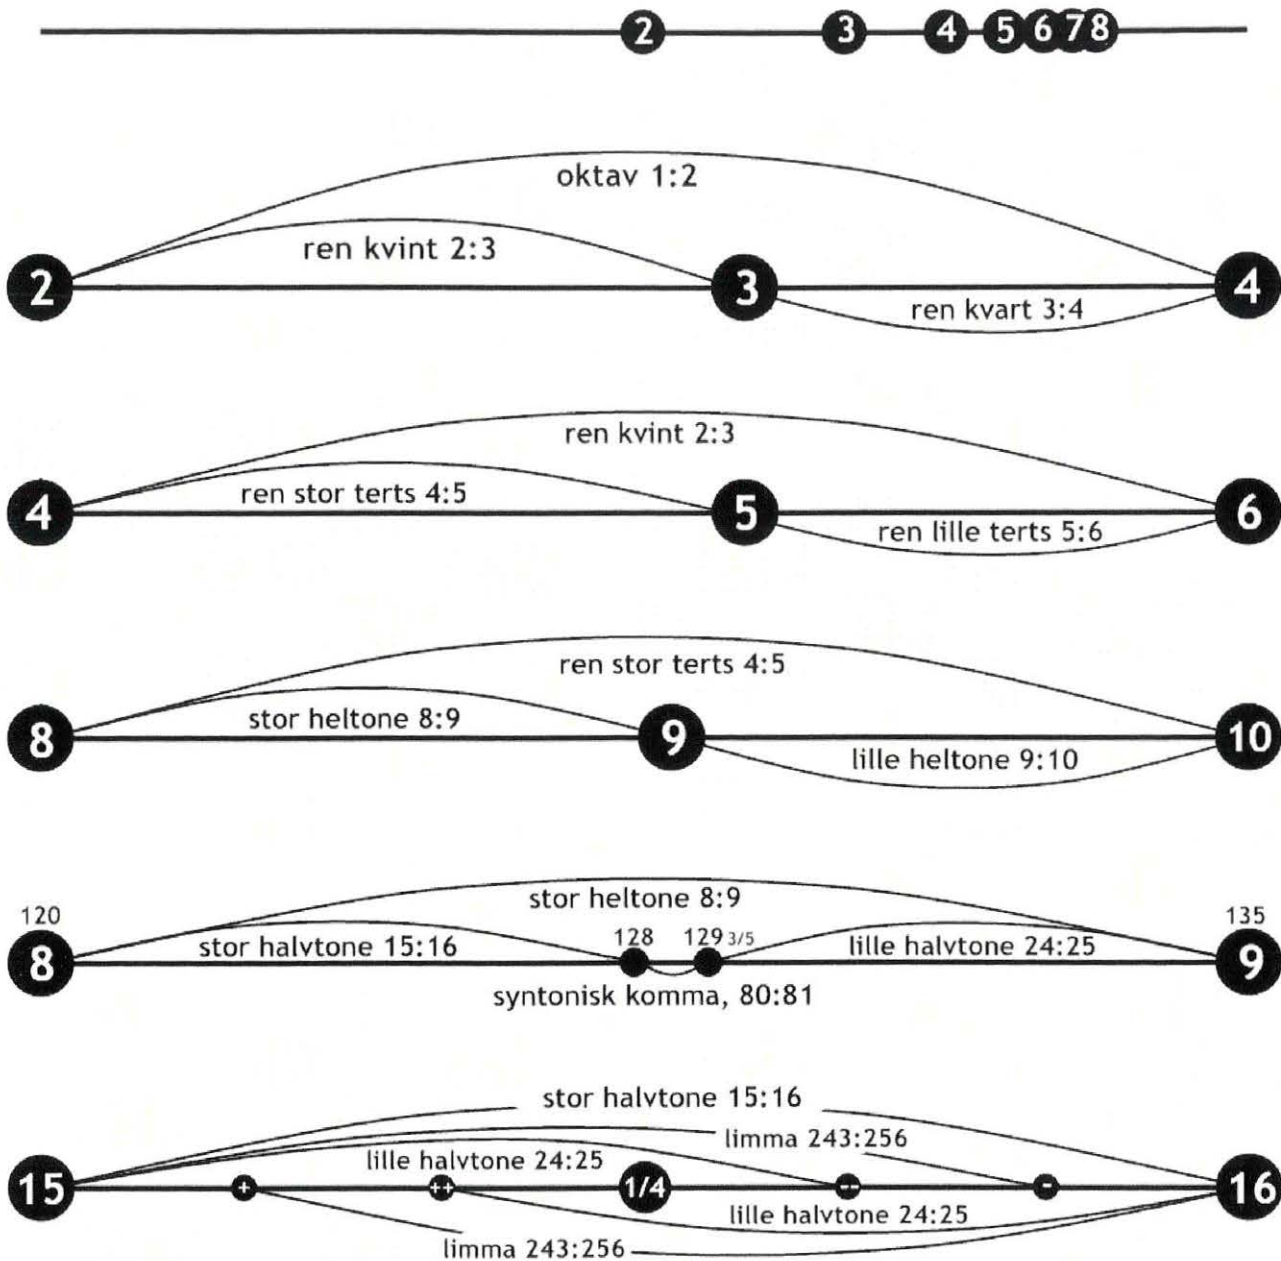 2 3 4 5 6 7 8
oktav 1:2
ren kvint 2:3
2 3 4
ren kvart 3:4
ren kvint 2:3
ren stor terts 4:5
4 5 6
ren lille terts 5:6
ren stor terts 4:5
stor heltone 8:9
8 9 10
lille heltone 9:10
stor heltone 8:9
120 128 129 3/5 135
stor halvtone 15:16 lille halvtone 24:25
8 9
syntonisk komma, 80:81
stor halvtone 15:16
limma 243:256
lille halvtone 24:25
15 + ++ 1/4 -- - 16
lille halvtone 24:25
limma 243:256